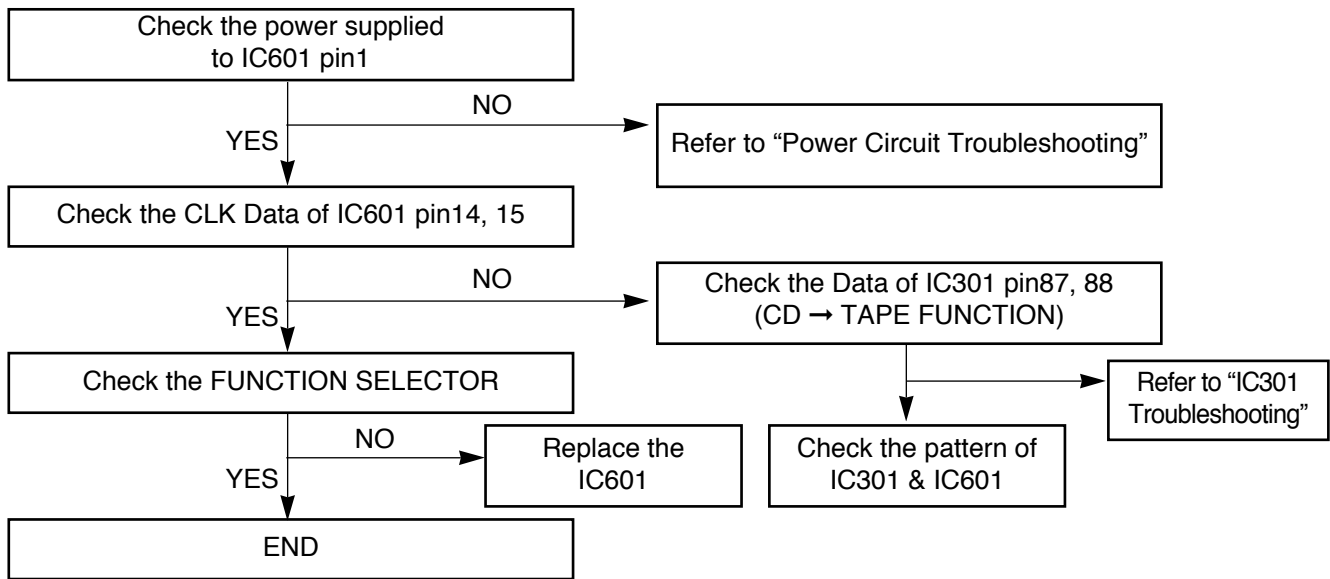 Check the power supplied
to IC601 pin1
NO
YES
Refer to “Power Circuit Troubleshooting”
Check the CLK Data of IC601 pin14, 15
NO
YES
Check the Data of IC301 pin87, 88
(CD → TAPE FUNCTION)
Check the FUNCTION SELECTOR
Refer to “IC301
Troubleshooting”
NO
YES
Replace the
IC601
Check the pattern of
IC301 & IC601
END